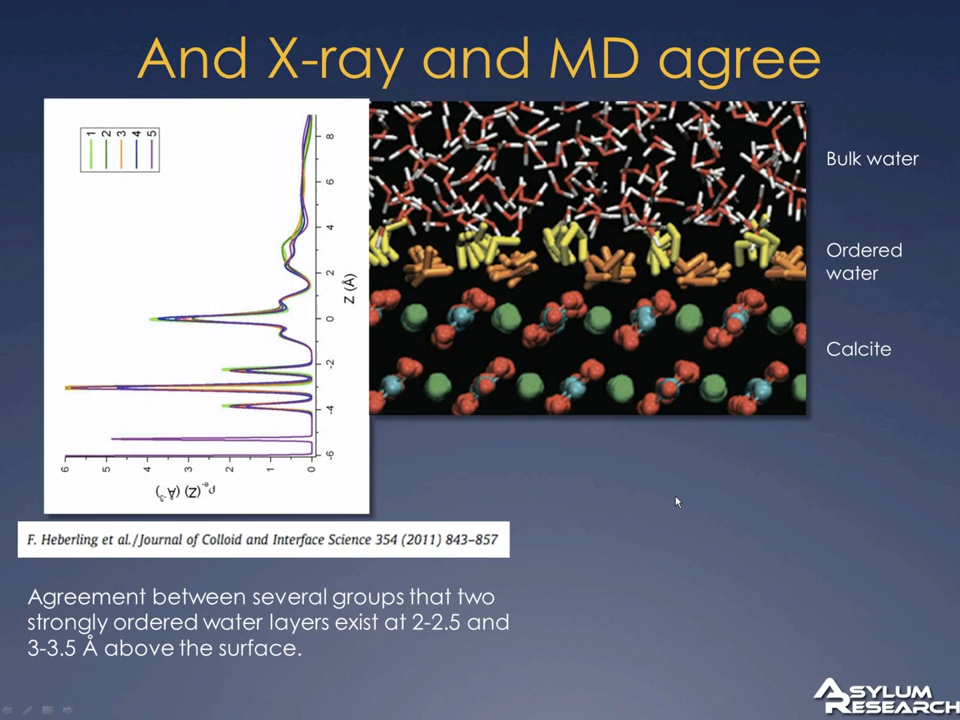 And X-ray and MD agree
1
2
3
4
5
8
6
4
2
0
-2
-4
-6
Z (Å)
6
5
4
3
2
1
0
Bulk water
Ordered
water
Calcite
F. Heberling et al./Journal of Colloid and Interface Science 354 (2011) 843–857
Agreement between several groups that two
strongly ordered water layers exist at 2-2.5 and
3-3.5 Å above the surface.
ASYLUM
RESEARCH